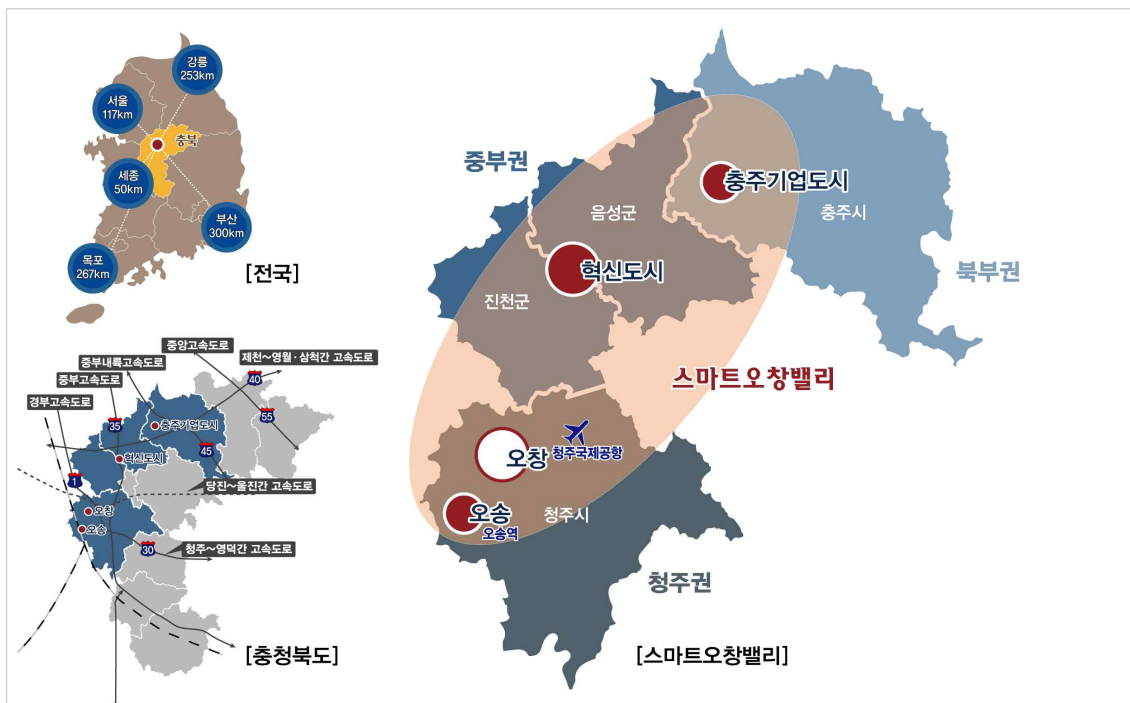 강릉
253km
서울
117km
충북
세종
50km
부산
300km
목포
267km
[전국]
중앙고속도로
제천~영월·삼척간 고속도로
중부내륙고속도로
40
중부고속도로
경부고속도로
55
35
충주기업도시
45
혁신도시
1
당진~울진간 고속도로
오창
오송
30
청주~영덕간 고속도로
[충청북도]
중부권
충주기업도시
음성군
충주시
혁신도시
북부권
진천군
스마트오창밸리
오창
청주국제공항
오송
오송역
청주시
청주권
[스마트오창밸리]